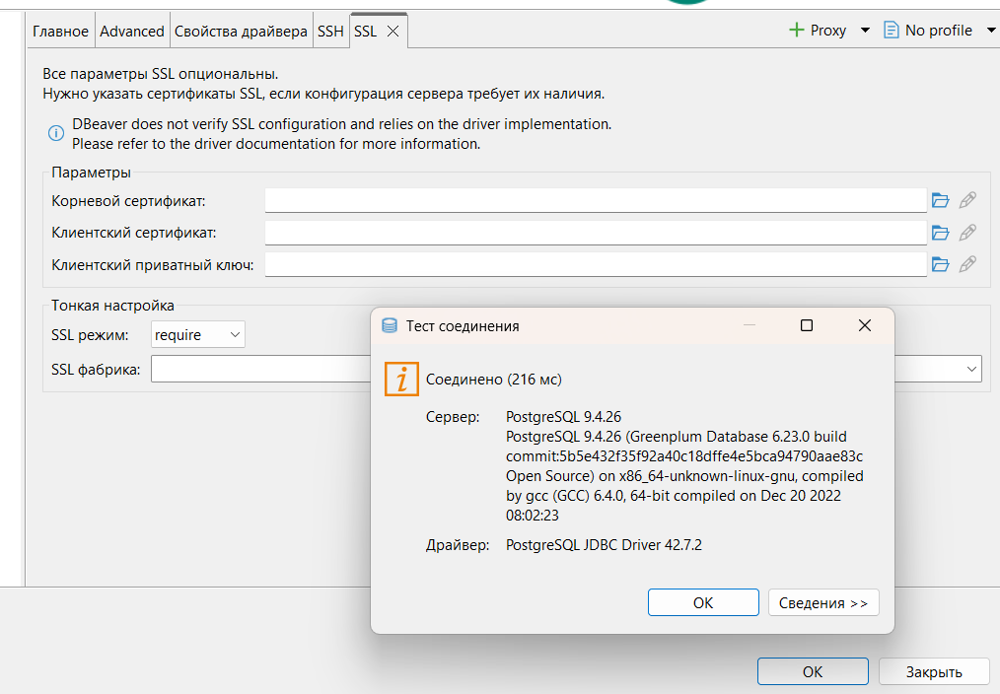 Главное Advanced Свойства драйвера SSH SSL Proxy No profile
Все параметры SSL опциональны.
Нужно указать сертификаты SSL, если конфигурация сервера требует их наличия.
DBeaver does not verify SSL configuration and relies on the driver implementation.
Please refer to the driver documentation for more information.
Параметры
Корневой сертификат:
Клиентский сертификат:
Клиентский приватный ключ:
Тонкая настройка
SSL режим: require
SSL фабрика:
Тест соединения
Соединено (216 мс)
Сервер: PostgreSQL 9.4.26
PostgreSQL 9.4.26 (Greenplum Database 6.23.0 build
commit:5b5e432f35f92a40c18dffe4e5bca94790aae83c
Open Source) on x86_64-unknown-linux-gnu, compiled
by gcc (GCC) 6.4.0, 64-bit compiled on Dec 20 2022
08:02:23
Драйвер: PostgreSQL JDBC Driver 42.7.2
ОК Сведения >>
ОК Закрыть